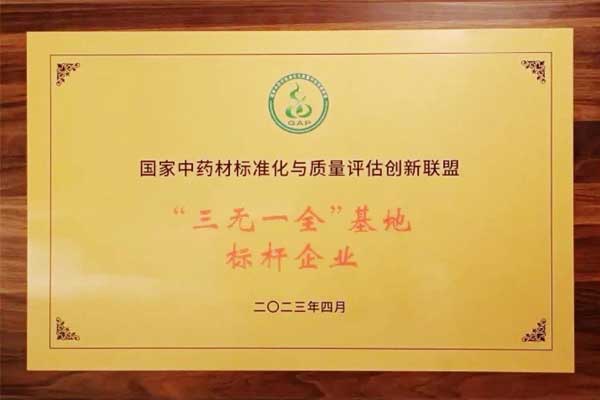 GAP
国家中药材标准化与质量评估创新联盟
“三无一全”基地
标杆企业
二〇二三年四月